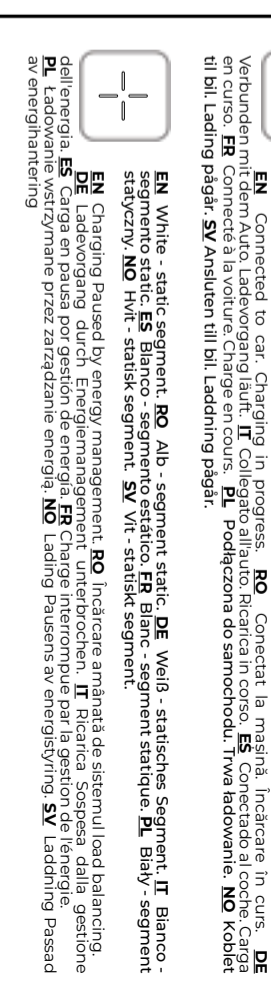 EN Connected to car. Charging in progress. RO Conectat la mașină. Încărcare în curs. DE
Verbunden mit dem Auto. Ladevorgang läuft. IT Collegato all'auto. Ricarica in corso. ES Conectado al coche. Carga
en curso. FR Connecté à la voiture. Charge en cours. PL Podłączona do samochodu. Trwa ładowanie. NO Koblet
til bil. Lading pågår. SV Ansluten till bil. Laddning pågår.
EN White - static segment. RO Alb - segment static. DE Weiß - statisches Segment. IT Bianco -
segmento static. ES Blanco - segmento estático. FR Blanc - segment statique. PL Biały - segment
statyczny. NO Hvit - statisk segment. SV Vit - statiskt segment.
EN Charging Paused by energy management. RO Încărcare amânată de sistemul load balancing.
DE Ladevorgang durch Energiemanagement unterbrochen. IT Ricarica Sospesa dalla gestione
dell'energia. ES Carga en pausa por gestión de energía. FR Charge interrompue par la gestion de l'énergie.
PL Ładowanie wstrzymane przez zarządzanie energią. NO Lading Pausens av energistyring. SV Laddning Passad
av energihantering